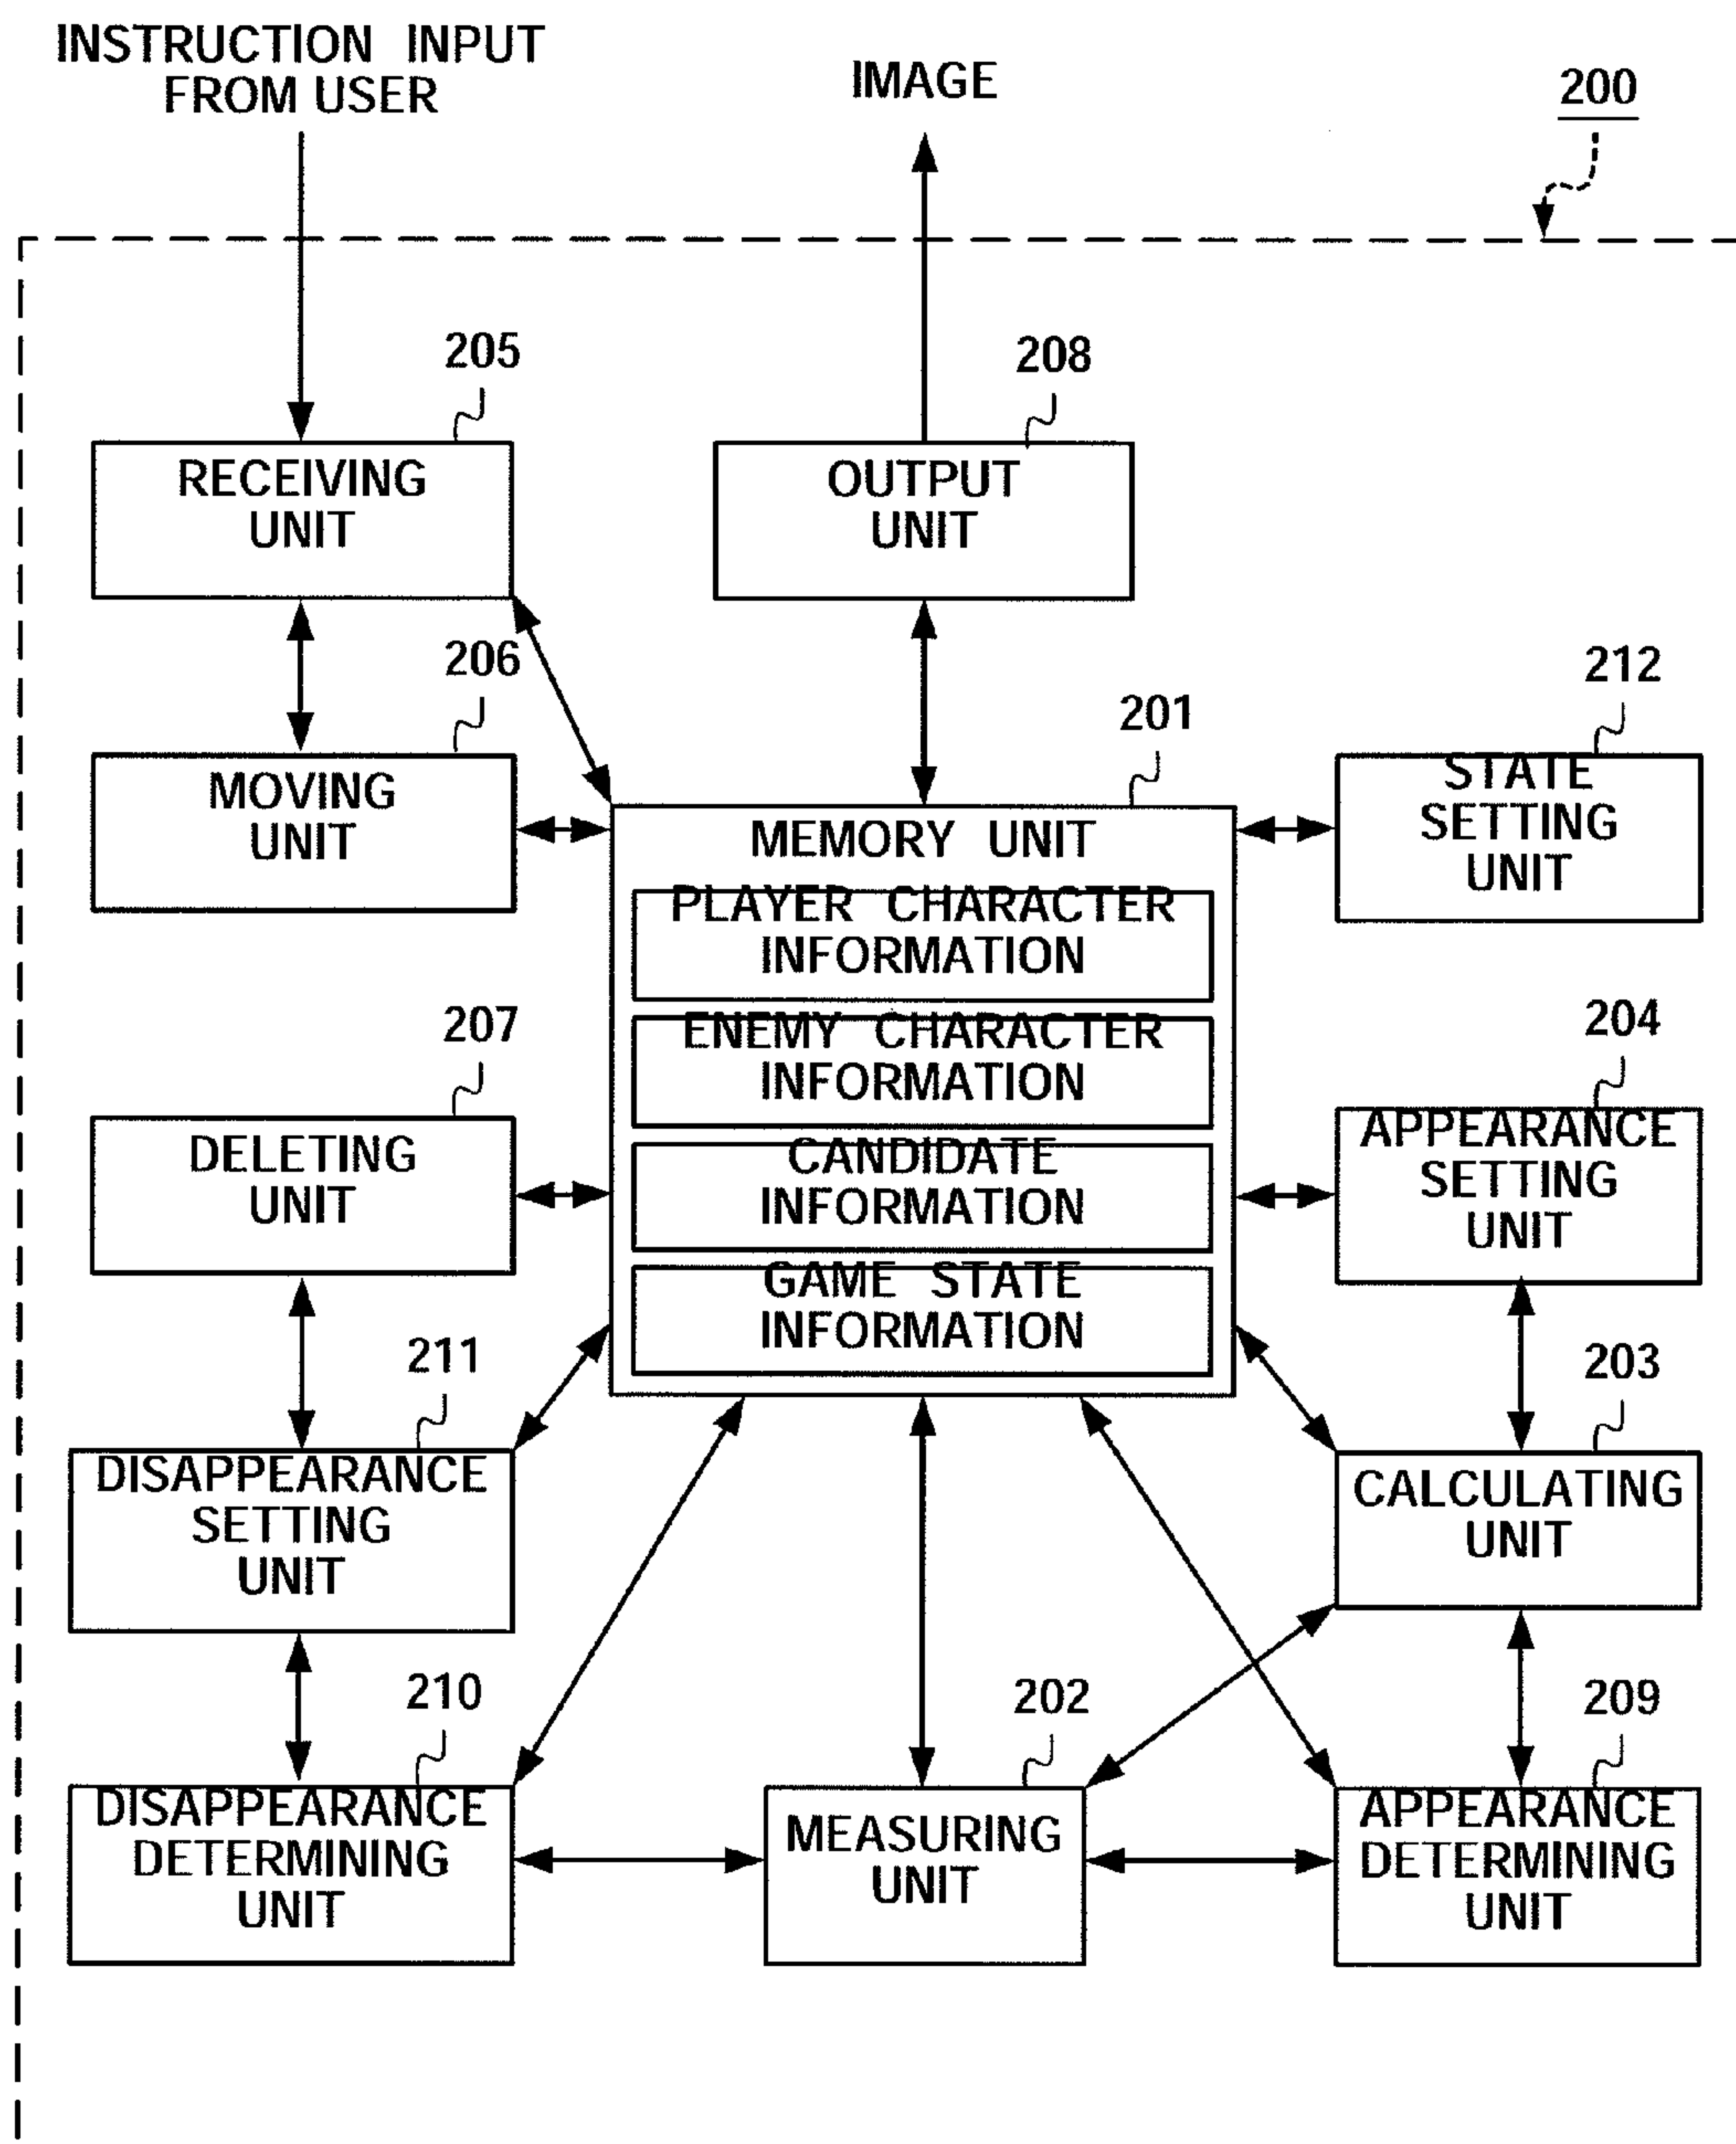 INSTRUCTION INPUT
FROM USER
IMAGE
200
205
RECEIVING
UNIT
208
OUTPUT
UNIT
206
MOVING
UNIT
201
MEMORY UNIT
PLAYER CHARACTER
INFORMATION
ENEMY CHARACTER
INFORMATION
CANDIDATE
INFORMATION
GAME STATE
INFORMATION
212
STATE
SETTING
UNIT
207
DELETING
UNIT
204
APPEARANCE
SETTING
UNIT
211
DISAPPEARANCE
SETTING
UNIT
203
CALCULATING
UNIT
210
DISAPPEARANCE
DETERMINING
UNIT
202
MEASURING
UNIT
209
APPEARANCE
DETERMINING
UNIT